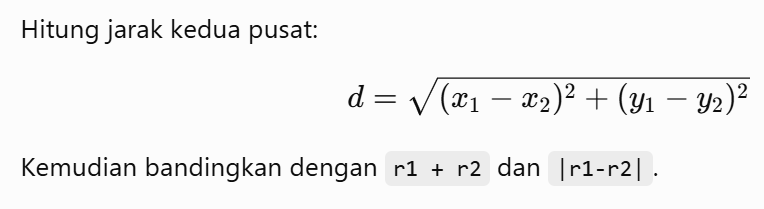 Hitung jarak kedua pusat:
d = √(x₁ − x₂)² + (y₁ − y₂)²
Kemudian bandingkan dengan r1 + r2 dan |r1-r2| .